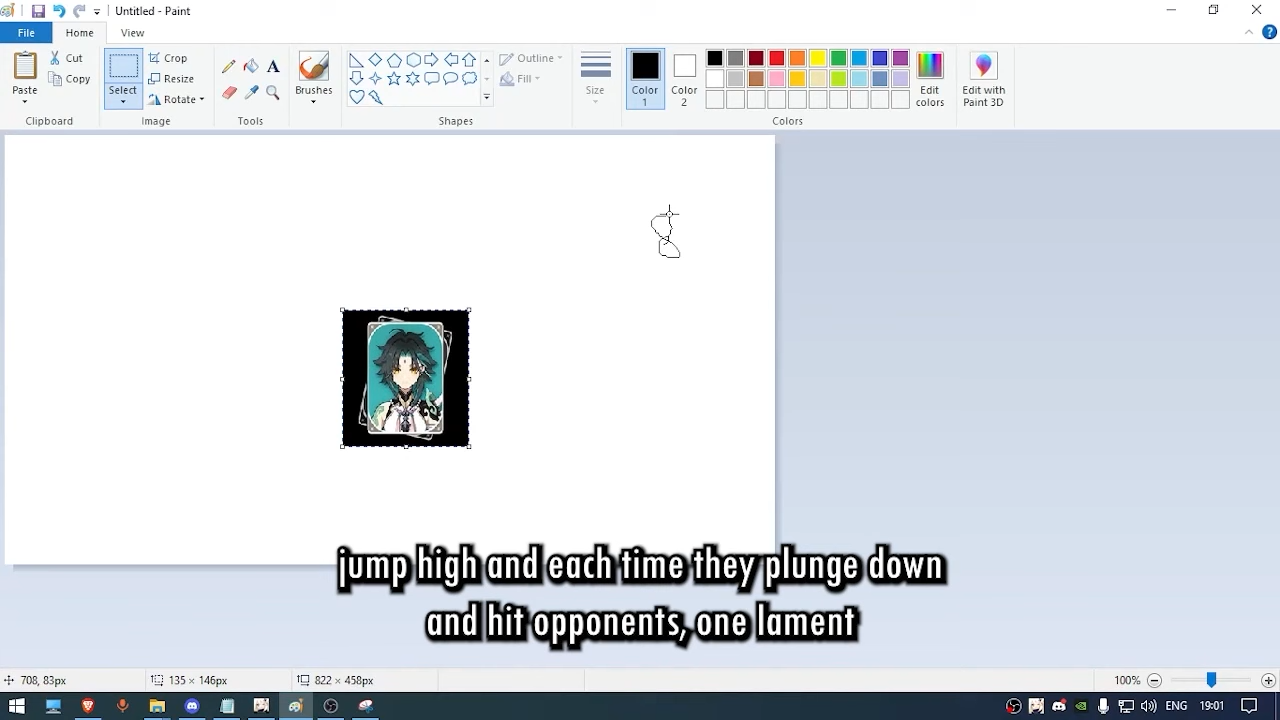 Untitled - Paint
File
Home
View
Paste
Cut
Copy
Clipboard
Select
Crop
Resize
Rotate
Image
A
Tools
Brushes
Outline
Fill
Shapes
Size
Color 1
Color 2
Colors
Edit colors
Edit with Paint 3D
jump high and each time they plunge down
and hit opponents, one lament
708, 83px
135 × 146px
822 × 458px
100%
ENG
19:01